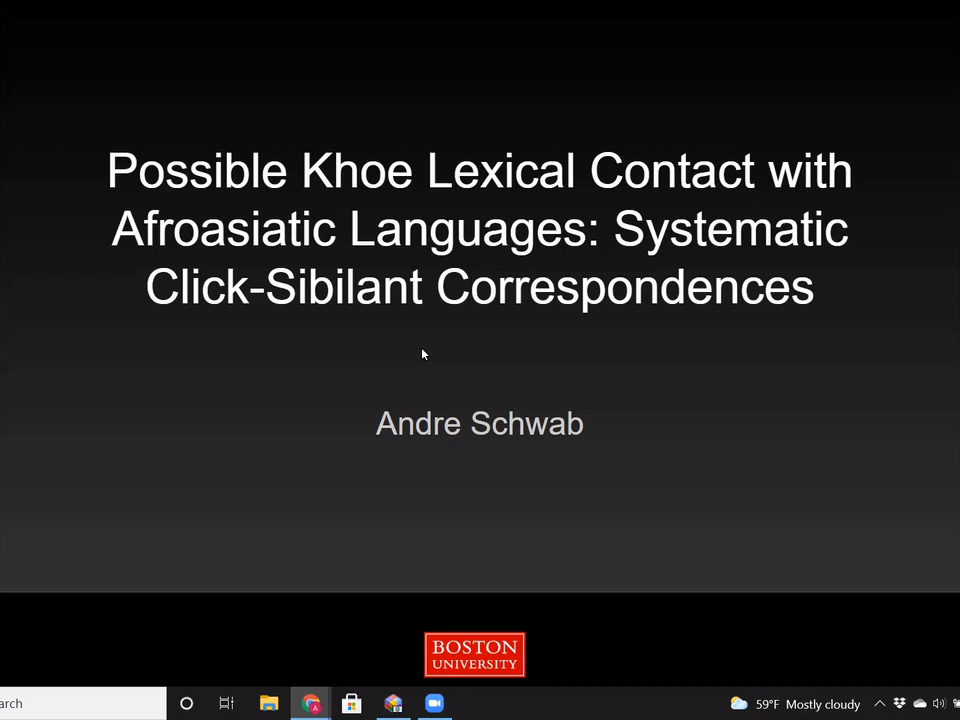 Possible Khoe Lexical Contact with
Afroasiatic Languages: Systematic
Click-Sibilant Correspondences
Andre Schwab
BOSTON
UNIVERSITY
arch
59°F Mostly cloudy